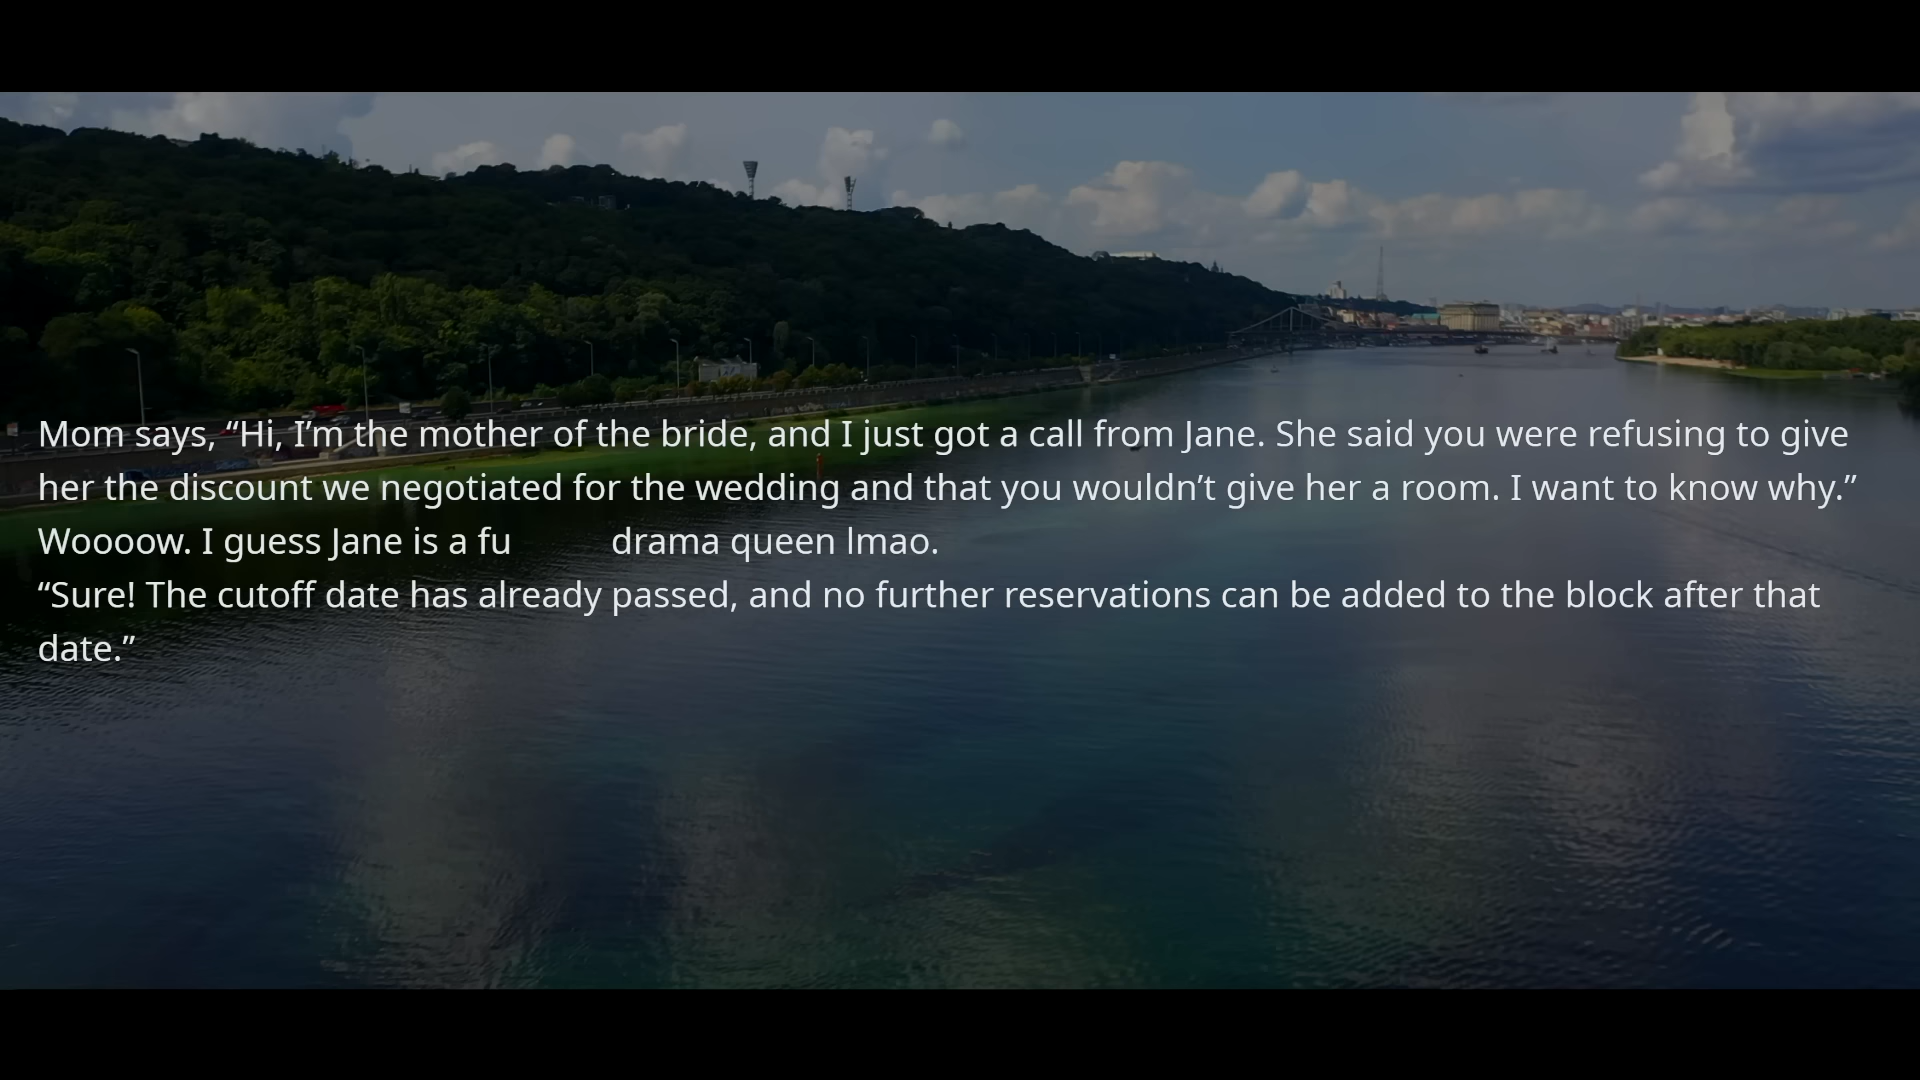 Mom says, “Hi, I’m the mother of the bride, and I just got a call from Jane. She said you were refusing to give
her the discount we negotiated for the wedding and that you wouldn’t give her a room. I want to know why.”
Woooow. I guess Jane is a fu drama queen lmao.
“Sure! The cutoff date has already passed, and no further reservations can be added to the block after that
date.”